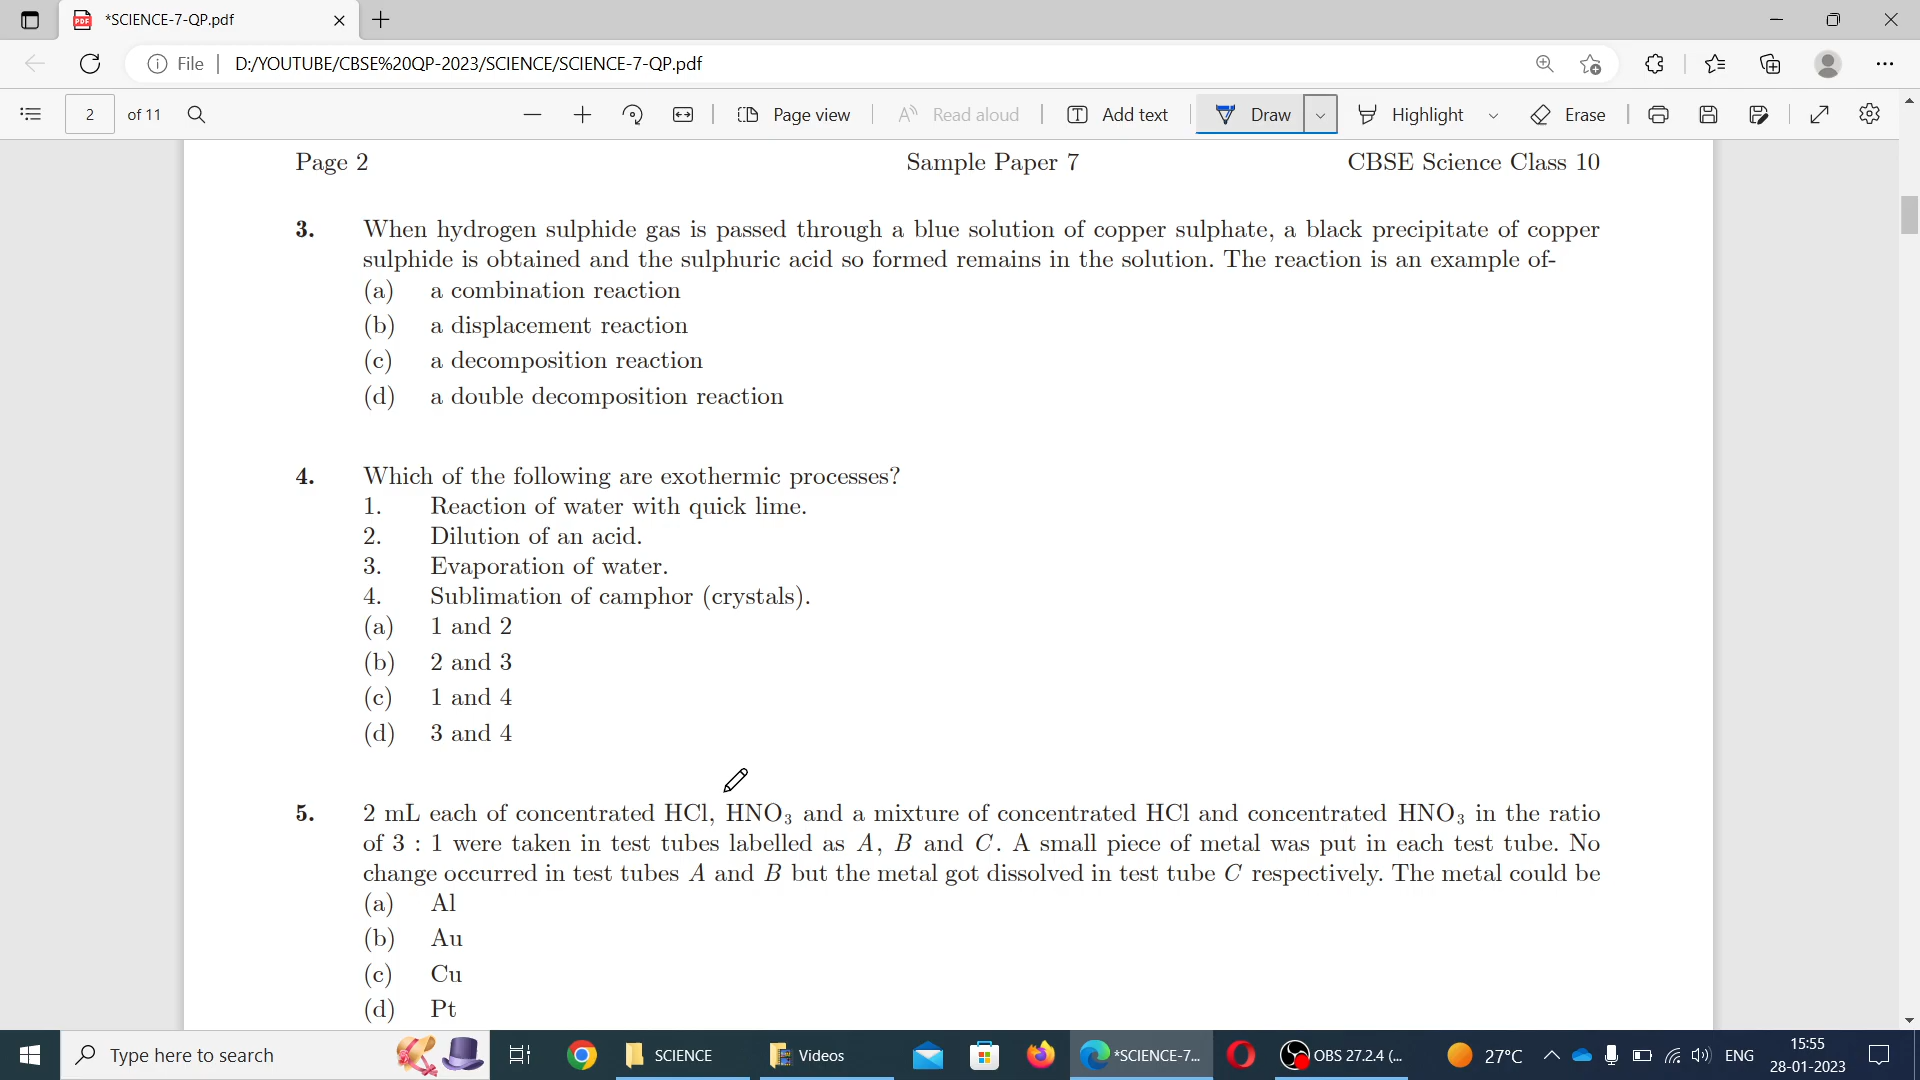 *SCIENCE-7-QP.pdf
File | D:/YOUTUBE/CBSE%20QP-2023/SCIENCE/SCIENCE-7-QP.pdf
2 of 11 Page view Read aloud Add text Draw Highlight Erase
Page 2 Sample Paper 7 CBSE Science Class 10
3. When hydrogen sulphide gas is passed through a blue solution of copper sulphate, a black precipitate of copper
sulphide is obtained and the sulphuric acid so formed remains in the solution. The reaction is an example of-
(a) a combination reaction
(b) a displacement reaction
(c) a decomposition reaction
(d) a double decomposition reaction
4. Which of the following are exothermic processes?
1. Reaction of water with quick lime.
2. Dilution of an acid.
3. Evaporation of water.
4. Sublimation of camphor (crystals).
(a) 1 and 2
(b) 2 and 3
(c) 1 and 4
(d) 3 and 4
5. 2 mL each of concentrated HCl, HNO₃ and a mixture of concentrated HCl and concentrated HNO₃ in the ratio
of 3 : 1 were taken in test tubes labelled as A, B and C. A small piece of metal was put in each test tube. No
change occurred in test tubes A and B but the metal got dissolved in test tube C respectively. The metal could be
(a) Al
(b) Au
(c) Cu
(d) Pt
Type here to search SCIENCE Videos *SCIENCE-7... OBS 27.2.4 (... 27°C ENG 15:55
28-01-2023